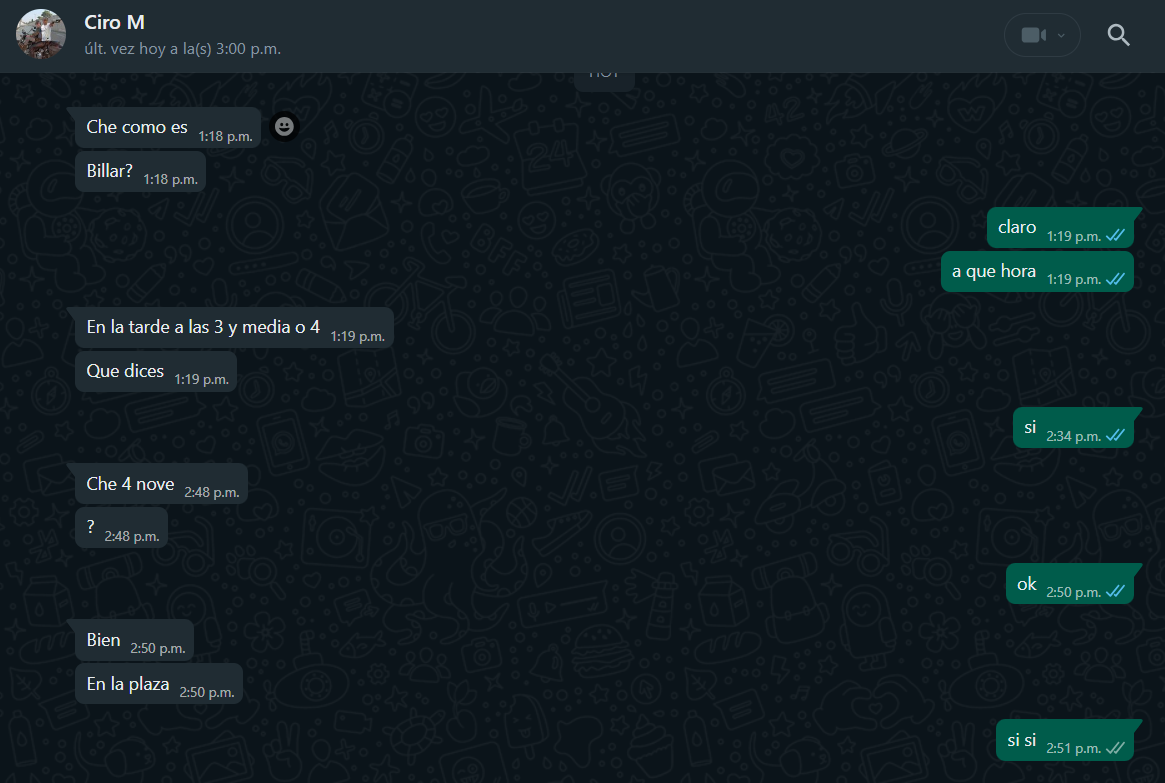 Ciro M
últ. vez hoy a la(s) 3:00 p.m.
HOY
Che como es 1:18 p.m.
Billar? 1:18 p.m.
claro 1:19 p.m.
a que hora 1:19 p.m.
En la tarde a las 3 y media o 4 1:19 p.m.
Que dices 1:19 p.m.
si 2:34 p.m.
Che 4 nove 2:48 p.m.
? 2:48 p.m.
ok 2:50 p.m.
Bien 2:50 p.m.
En la plaza 2:50 p.m.
si si 2:51 p.m.